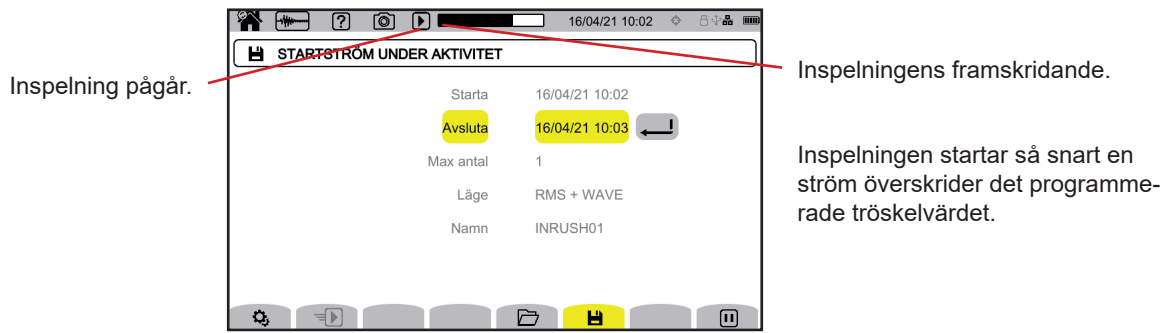 16/04/21 10:02
STARTSTRÖM UNDER AKTIVITET
Inspelning pågår.
Inspelningens framskridande.
Starta 16/04/21 10:02
Avsluta 16/04/21 10:03
Max antal 1
Läge RMS + WAVE
Namn INRUSH01
Inspelningen startar så snart en
ström överskrider det programme-
rade tröskelvärdet.